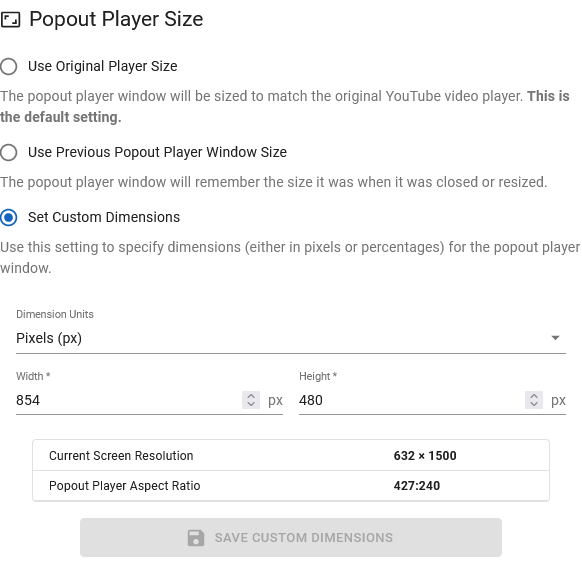 Popout Player Size
Use Original Player Size
The popout player window will be sized to match the original YouTube video player. This is
the default setting.
Use Previous Popout Player Window Size
The popout player window will remember the size it was when it was closed or resized.
Set Custom Dimensions
Use this setting to specify dimensions (either in pixels or percentages) for the popout player
window.
Dimension Units
Pixels (px)
Width * Height *
854 px 480 px
Current Screen Resolution 632 × 1500
Popout Player Aspect Ratio 427:240
SAVE CUSTOM DIMENSIONS